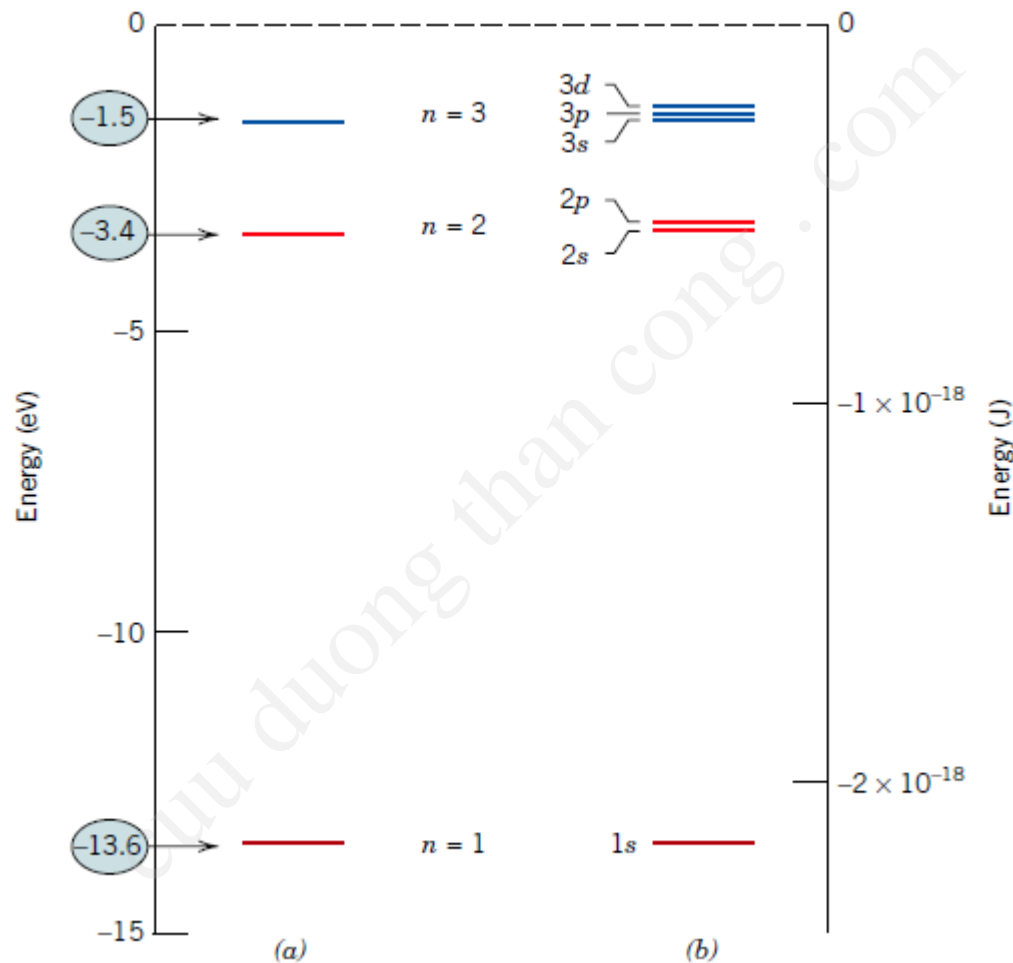 0
0
3d
–1.5
n = 3
3p
3s
2p
–3.4
n = 2
2s
–5
–1 × 10–18
Energy (eV)
Energy (J)
–10
–2 × 10–18
–13.6
n = 1
1s
–15
(a)
(b)
cuu duong than cong . com